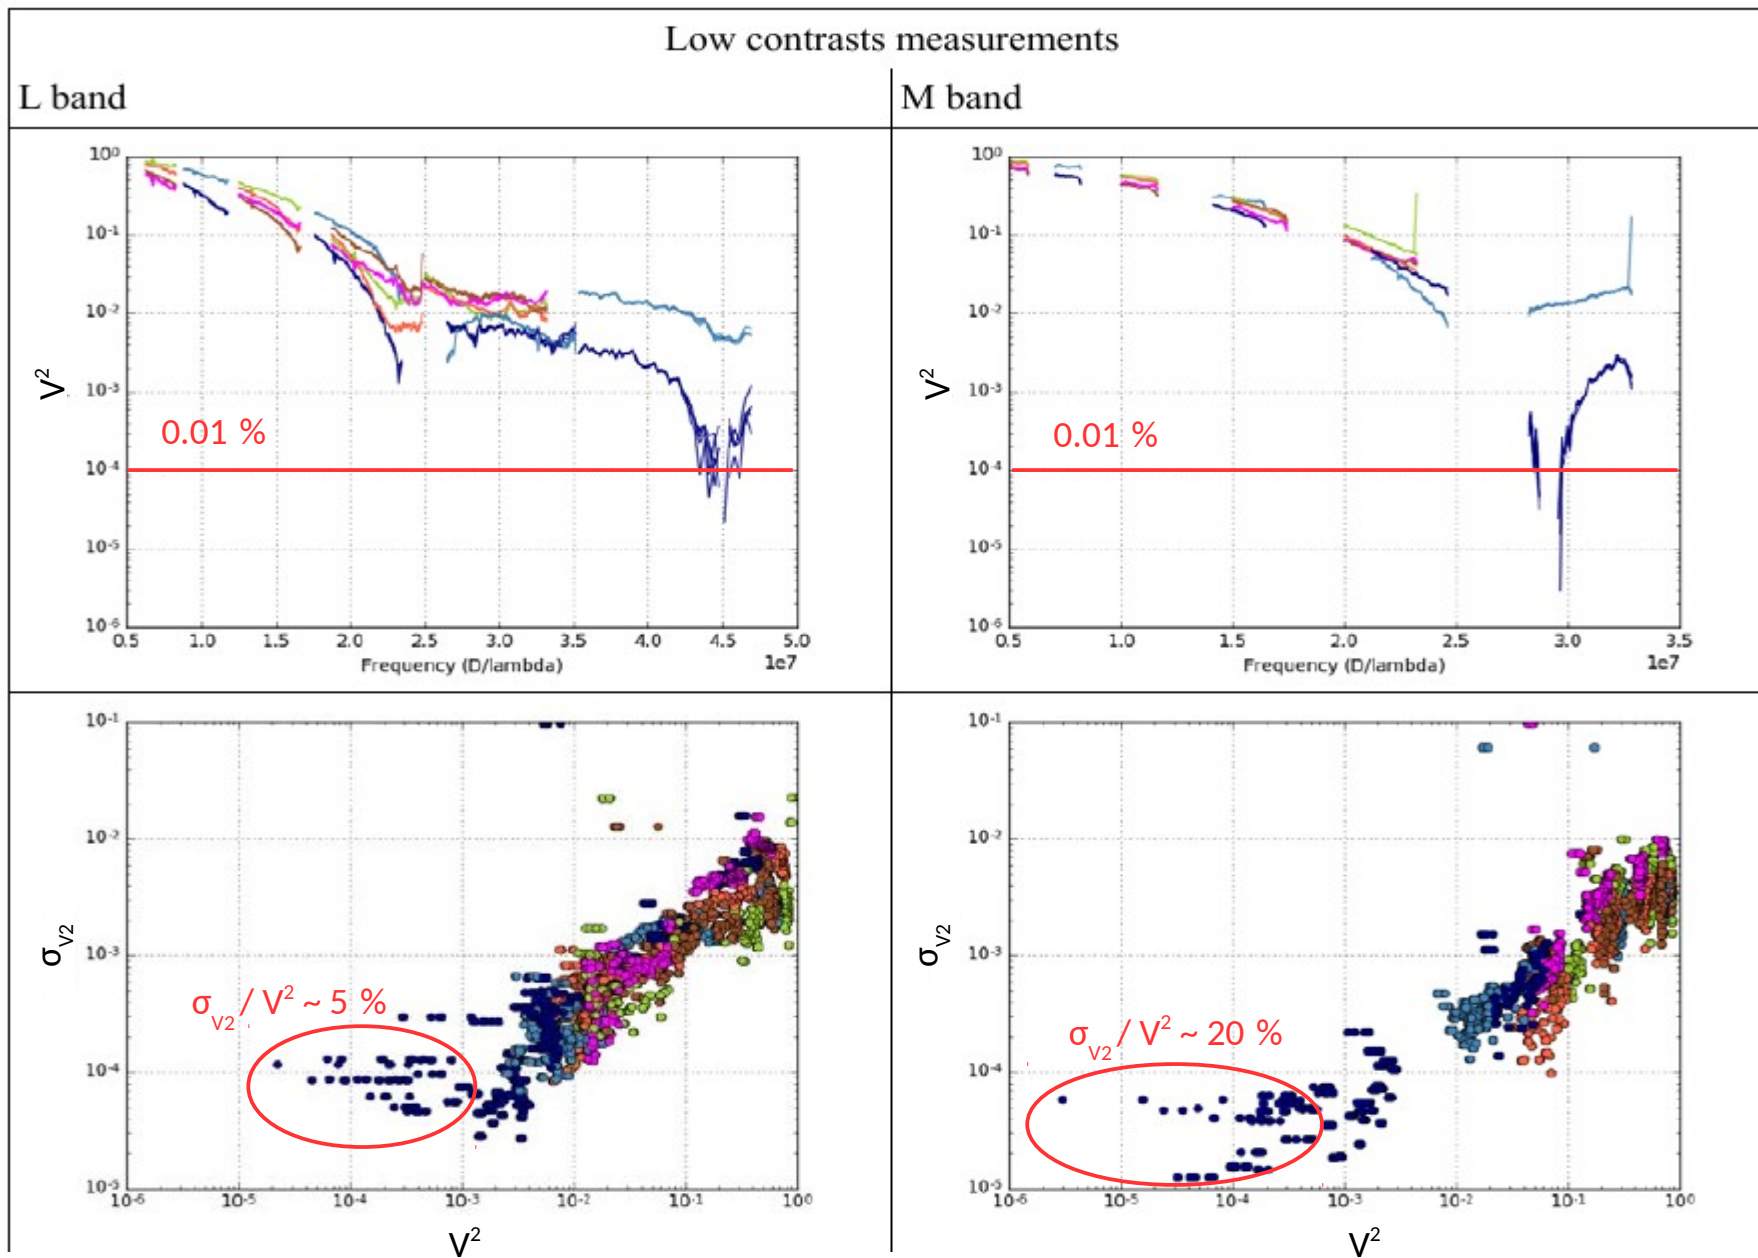 Low contrasts measurements
L band
M band
10⁰
10⁻¹
10⁻²
10⁻³
10⁻⁴
10⁻⁵
10⁻⁶
V²
0.01 %
0.5 1.0 1.5 2.0 2.5 3.0 3.5 4.0 4.5 5.0
Frequency (D/lambda)
1e7
10⁰
10⁻¹
10⁻²
10⁻³
10⁻⁴
10⁻⁵
10⁻⁶
V²
0.01 %
0.5 1.0 1.5 2.0 2.5 3.0 3.5
Frequency (D/lambda)
1e7
10⁻¹
10⁻²
10⁻³
10⁻⁴
10⁻⁵
σV2
σV2 / V² ~ 5 %
10⁻⁶ 10⁻⁵ 10⁻⁴ 10⁻³ 10⁻² 10⁻¹ 10⁰
V²
10⁻¹
10⁻²
10⁻³
10⁻⁴
10⁻⁵
σV2
σV2 / V² ~ 20 %
10⁻⁶ 10⁻⁵ 10⁻⁴ 10⁻³ 10⁻² 10⁻¹ 10⁰
V²